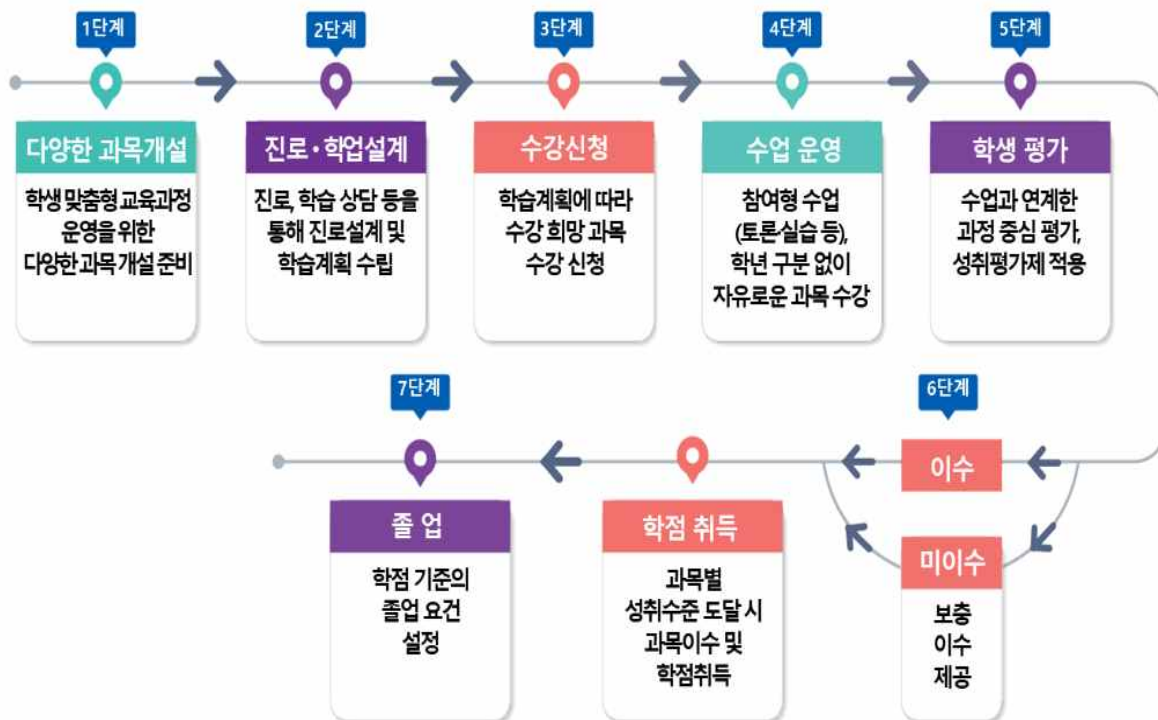 1단계
2단계
3단계
4단계
5단계
다양한 과목개설
학생 맞춤형 교육과정
운영을 위한
다양한 과목 개설 준비
진로·학업설계
진로, 학습 상담 등을
통해 진로설계 및
학습계획 수립
수강신청
학습계획에 따라
수강 희망 과목
수강 신청
수업 운영
참여형 수업
(토론·실습 등),
학년 구분 없이
자유로운 과목 수강
학생 평가
수업과 연계한
과정 중심 평가,
성취평가제 적용
6단계
이수
미이수
보충
이수
제공
학점 취득
과목별
성취수준 도달 시
과목이수 및
학점취득
7단계
졸 업
학점 기준의
졸업 요건
설정